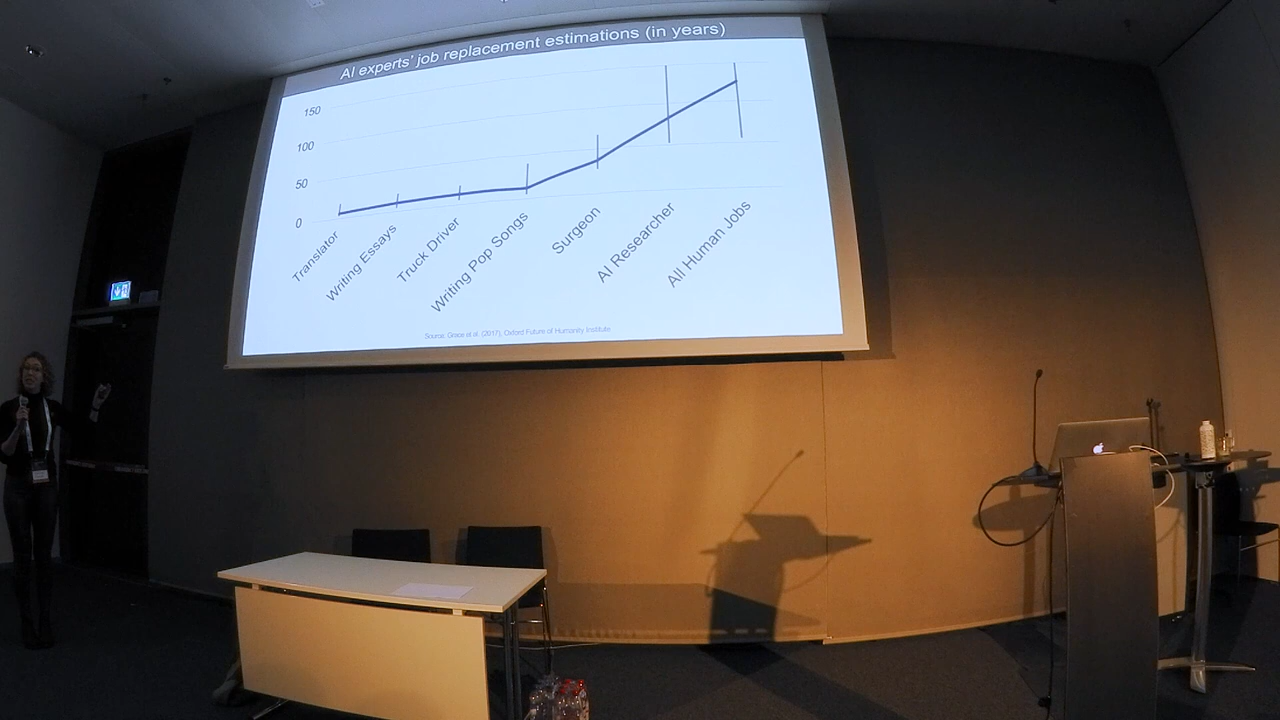 AI experts' job replacement estimations (in years)
150
100
50
0
Translator
Writing Essays
Truck Driver
Writing Pop Songs
Surgeon
AI Researcher
All Human Jobs
Source: Grace et al. (2017), Oxford Future of Humanity Institute